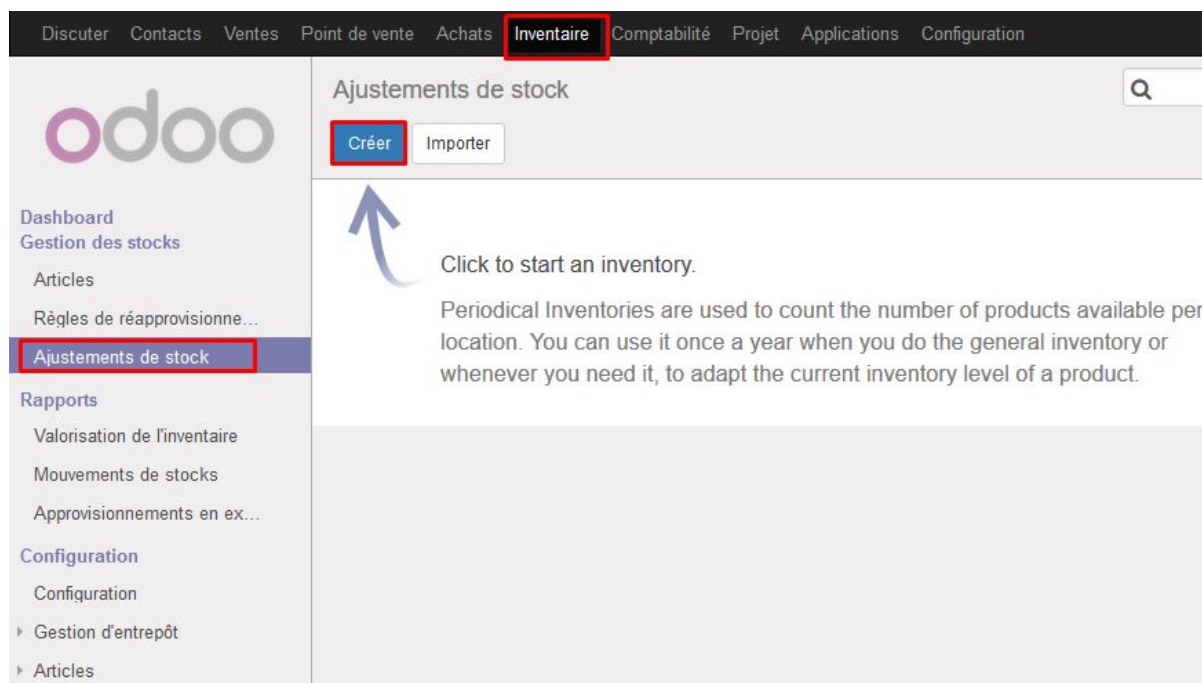 Discuter Contacts Ventes Point de vente Achats Inventaire Comptabilité Projet Applications Configuration
odoo
Ajustements de stock
Créer Importer
Dashboard
Gestion des stocks
Articles
Règles de réapprovisionne...
Ajustements de stock
Rapports
Valorisation de l'inventaire
Mouvements de stocks
Approvisionnements en ex...
Configuration
Configuration
Gestion d'entrepôt
Articles
Click to start an inventory.
Periodical Inventories are used to count the number of products available per
location. You can use it once a year when you do the general inventory or
whenever you need it, to adapt the current inventory level of a product.